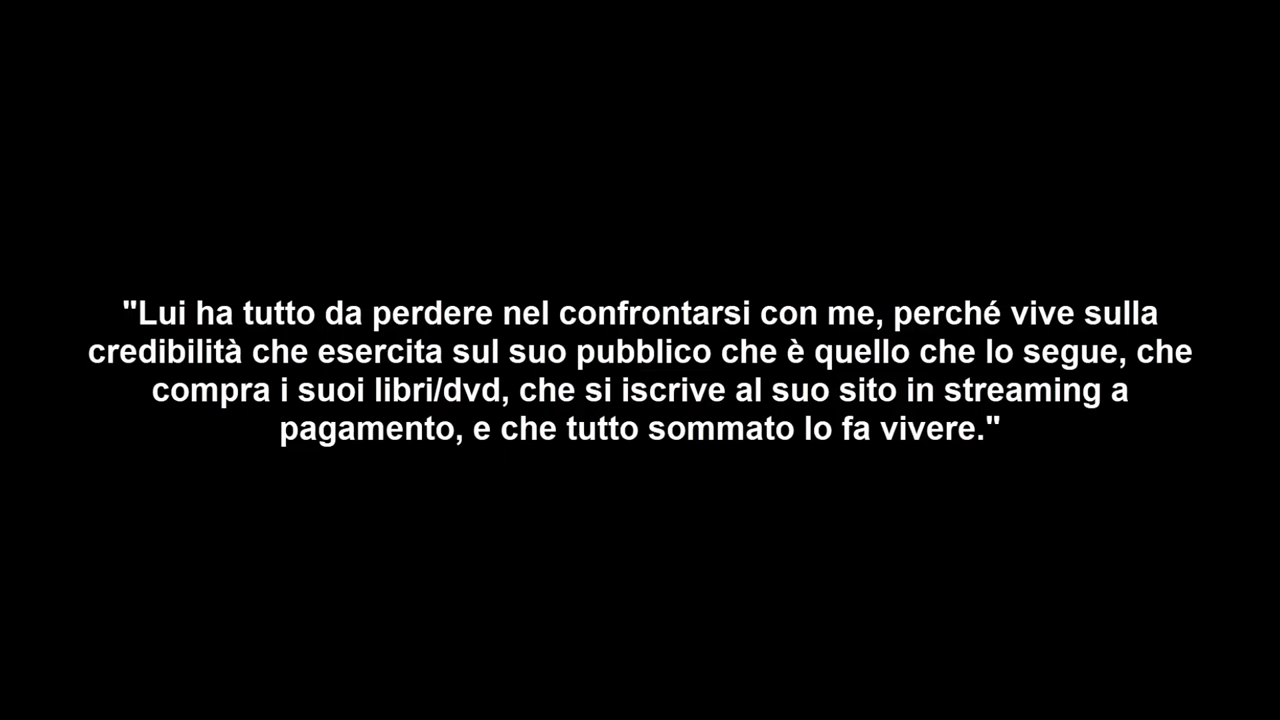 "Lui ha tutto da perdere nel confrontarsi con me, perché vive sulla
credibilità che esercita sul suo pubblico che è quello che lo segue, che
compra i suoi libri/dvd, che si iscrive al suo sito in streaming a
pagamento, e che tutto sommato lo fa vivere."